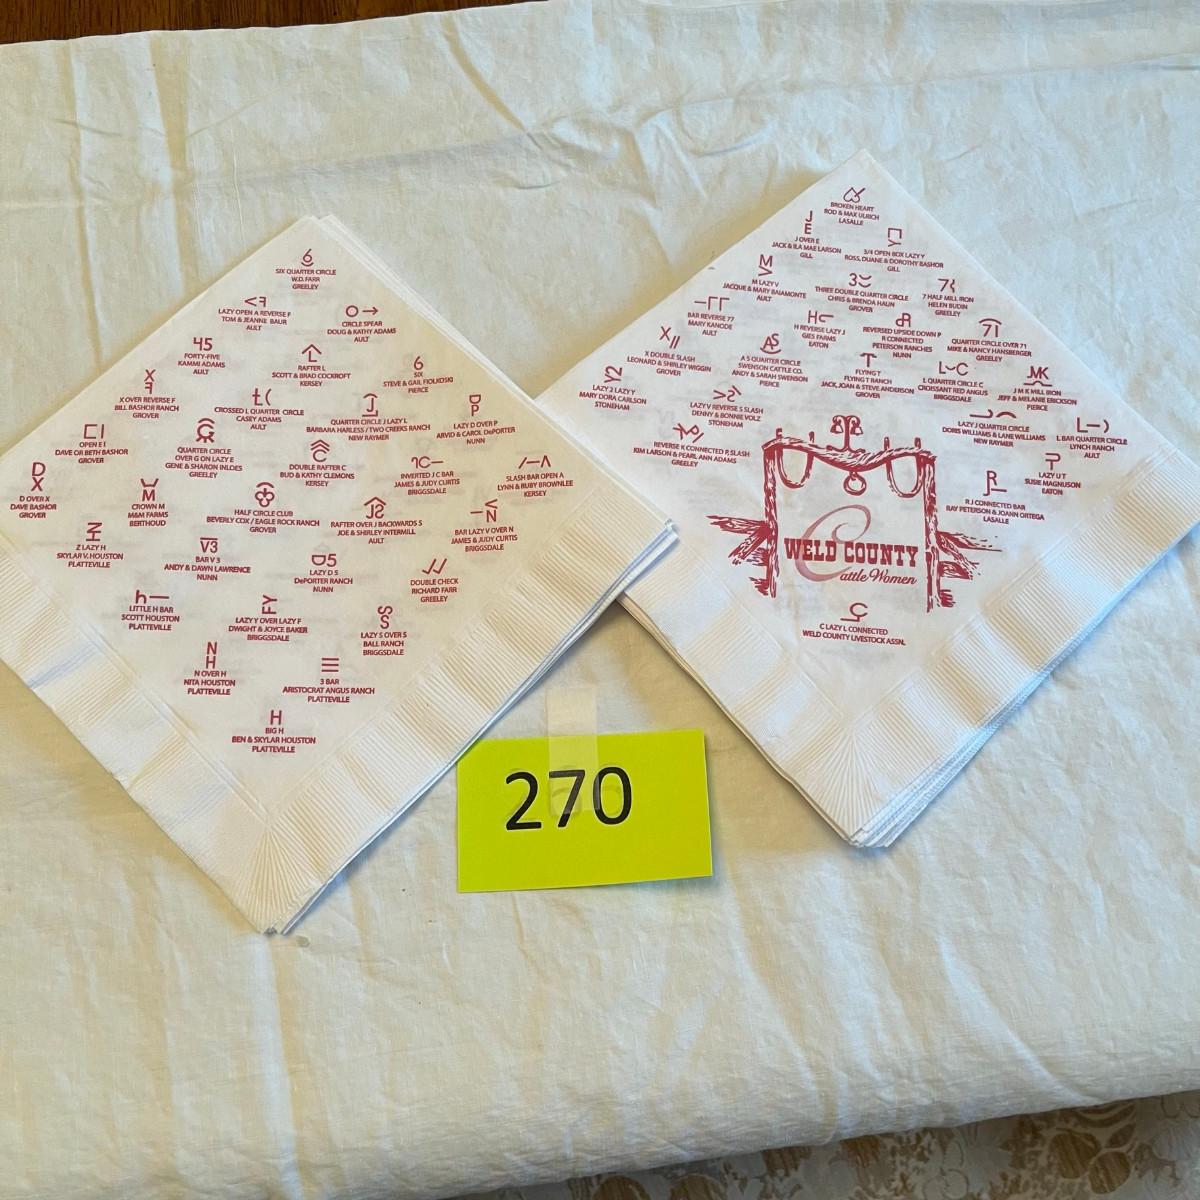 6
SIX QUARTER CIRCLE
W.D. FARR
GREELEY
LAZY OPEN A REVERSE F
TOM & JEANNE BAUR
AULT
CIRCLE SPEAR
DOUG & KATHY ADAMS
AULT
45
FORTY-FIVE
KAMMI ADAMS
AULT
RAFTER L
SCOTT & BRAD COCKROFT
KERSEY
6
SIX
PIERCE
X OVER REVERSE F
BILL BASHOR RANCH
GROVER
CROSSED L QUARTER CIRCLE
CASEY ADAMS
AULT
QUARTER CIRCLE J LAZY L
BARBARA HARLESS / TWO CREEKS RANCH
NEW RAYMER
D
P
LAZY D OVER P
ARVID & CAROL DePORTER
NUNN
OPEN E I
DAVE OR BETH BASHOR
GROVER
QUARTER CIRCLE
OVER G ON LAZY E
GENE & SHARON INLOES
GREELEY
DOUBLE RAFTER C
BUD & KATHY CLEMONS
KERSEY
INVERTED J C BAR
JAMES & JUDY CURTIS
BRIGGSDALE
SLASH BAR OPEN A
LYNN & RUBY BROWNLEE
KERSEY
D
X
D OVER X
DAVE BASHOR
GROVER
CROWN M
M&M FARMS
BERTHOUD
HALF CIRCLE CLUB
BEVERLY COX / EAGLE ROCK RANCH
GROVER
RAFTER OVER J BACKWARDS S
JOE & SHIRLEY INTERMILL
AULT
BAR LAZY V OVER N
JAMES & JUDY CURTIS
BRIGGSDALE
Z LAZY H
SKYLAR V. HOUSTON
PLATTEVILLE
V3
BAR V 3
ANDY & DAWN LAWRENCE
NUNN
LAZY D 5
DePORTER RANCH
NUNN
DOUBLE CHECK
RICHARD FARR
GREELEY
h—
LITTLE H BAR
SCOTT HOUSTON
PLATTEVILLE
LAZY Y OVER LAZY F
DWIGHT & JOYCE BAKER
BRIGGSDALE
LAZY S OVER S
BALL RANCH
BRIGGSDALE
N
H
N OVER H
NITA HOUSTON
PLATTEVILLE
3 BAR
ARISTOCRAT ANGUS RANCH
PLATTEVILLE
H
BIG H
BEN & SKYLAR HOUSTON
PLATTEVILLE
BROKEN HEART
ROD & MAX ULRICH
LASALLE
J
E
J OVER E
JACK & ILA MAE LARSON
GILL
3/4 OPEN BOX LAZY Y
ROSS, DUANE & DOROTHY BASHOR
GILL
M LAZY V
JACQUE & MARY BAIAMONTE
AULT
THREE DOUBLE QUARTER CIRCLE
CHRIS & BRENDA HAUN
GROVER
7 HALF MILL IRON
HELEN BUDIN
GREELEY
BAR REVERSE 77
MARY KANODE
AULT
H REVERSE LAZY J
GIES FARMS
EATON
REVERSED UPSIDE DOWN P
R CONNECTED
PETERSON RANCHES
NUNN
71
QUARTER CIRCLE OVER 71
MIKE & NANCY HANSBERGER
GREELEY
X DOUBLE SLASH
LEONARD & SHIRLEY WIGGIN
GROVER
A S QUARTER CIRCLE
SWENSON CATTLE CO.
ANDY & SARAH SWENSON
PIERCE
FLYING T
FLYING T RANCH
JACK, JOAN & STEVE ANDERSON
GROVER
L QUARTER CIRCLE C
CROISSANT RED ANGUS
BRIGGSDALE
J M K MILL IRON
JEFF & MELANIE ERICKSON
PIERCE
LAZY 2 LAZY Y
MARY DORA CARLSON
STONEHAM
LAZY V REVERSE S SLASH
DENNY & BONNIE VOLZ
STONEHAM
LAZY J QUARTER CIRCLE
DORIS WILLIAMS & LANE WILLIAMS
NEW RAYMER
L BAR QUARTER CIRCLE
LYNCH RANCH
AULT
REVERSE K CONNECTED R SLASH
KIM LARSON & PEARL ANN ADAMS
GREELEY
LAZY U T
SUSIE MAGNUSON
EATON
R J CONNECTED BAR
RAY PETERSON & JOANN ORTEGA
LASALLE
WELD COUNTY
Cattle Women
C LAZY L CONNECTED
WELD COUNTY LIVESTOCK ASSN.
270